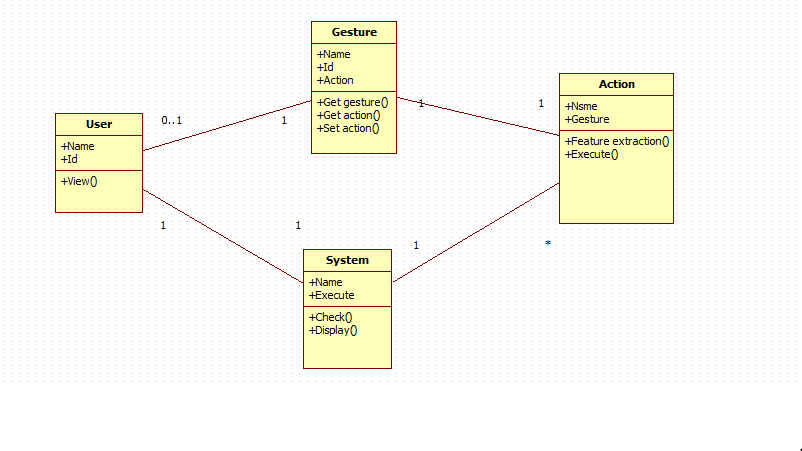 Gesture
+Name
+Id
+Action
+Get gesture()
+Get action()
+Set action()
Action
+Nsme
+Gesture
+Feature extraction()
+Execute()
User
+Name
+Id
+View()
0..1
1
1
1
1
1
1
*
System
+Name
+Execute
+Check()
+Display()